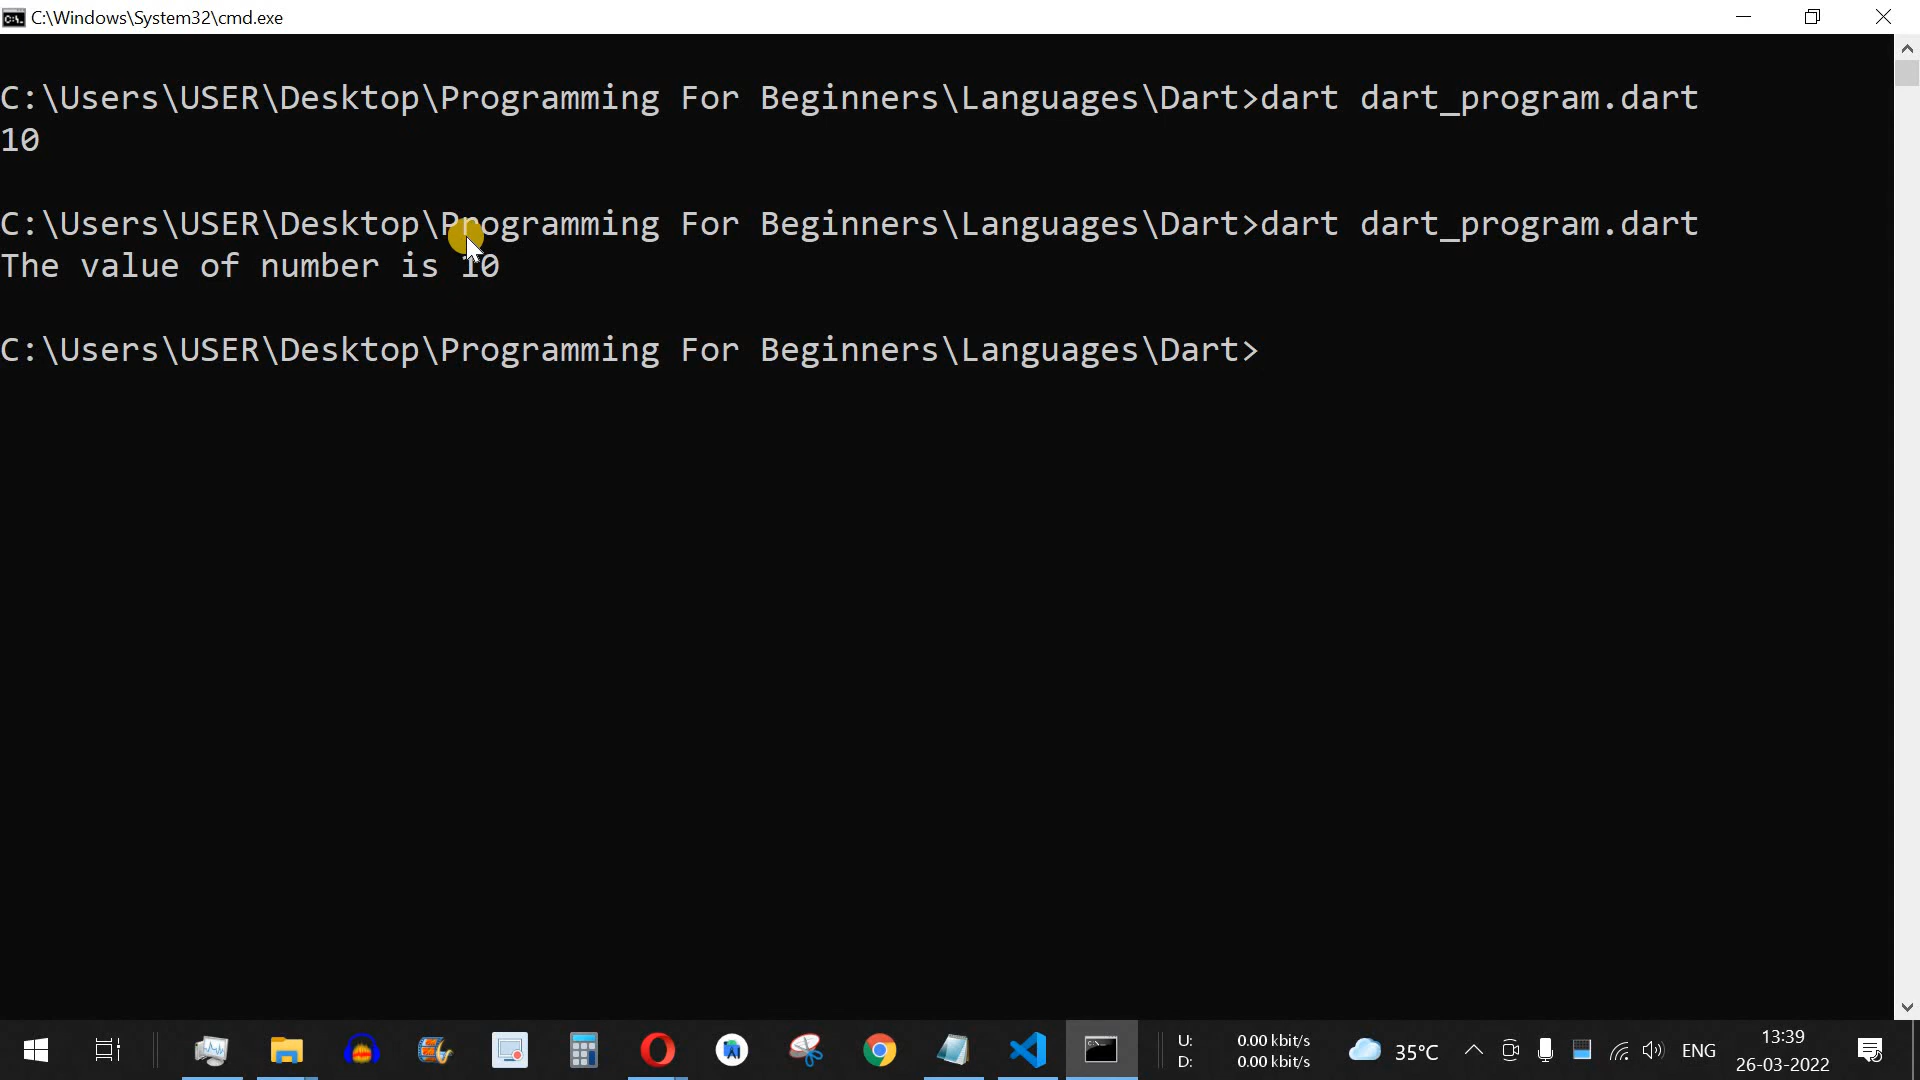 C:\Windows\System32\cmd.exe
C:\Users\USER\Desktop\Programming For Beginners\Languages\Dart>dart dart_program.dart
10
C:\Users\USER\Desktop\Programming For Beginners\Languages\Dart>dart dart_program.dart
The value of number is 10
C:\Users\USER\Desktop\Programming For Beginners\Languages\Dart>
U: 0.00 kbit/s
D: 0.00 kbit/s
35°C
ENG
13:39
26-03-2022